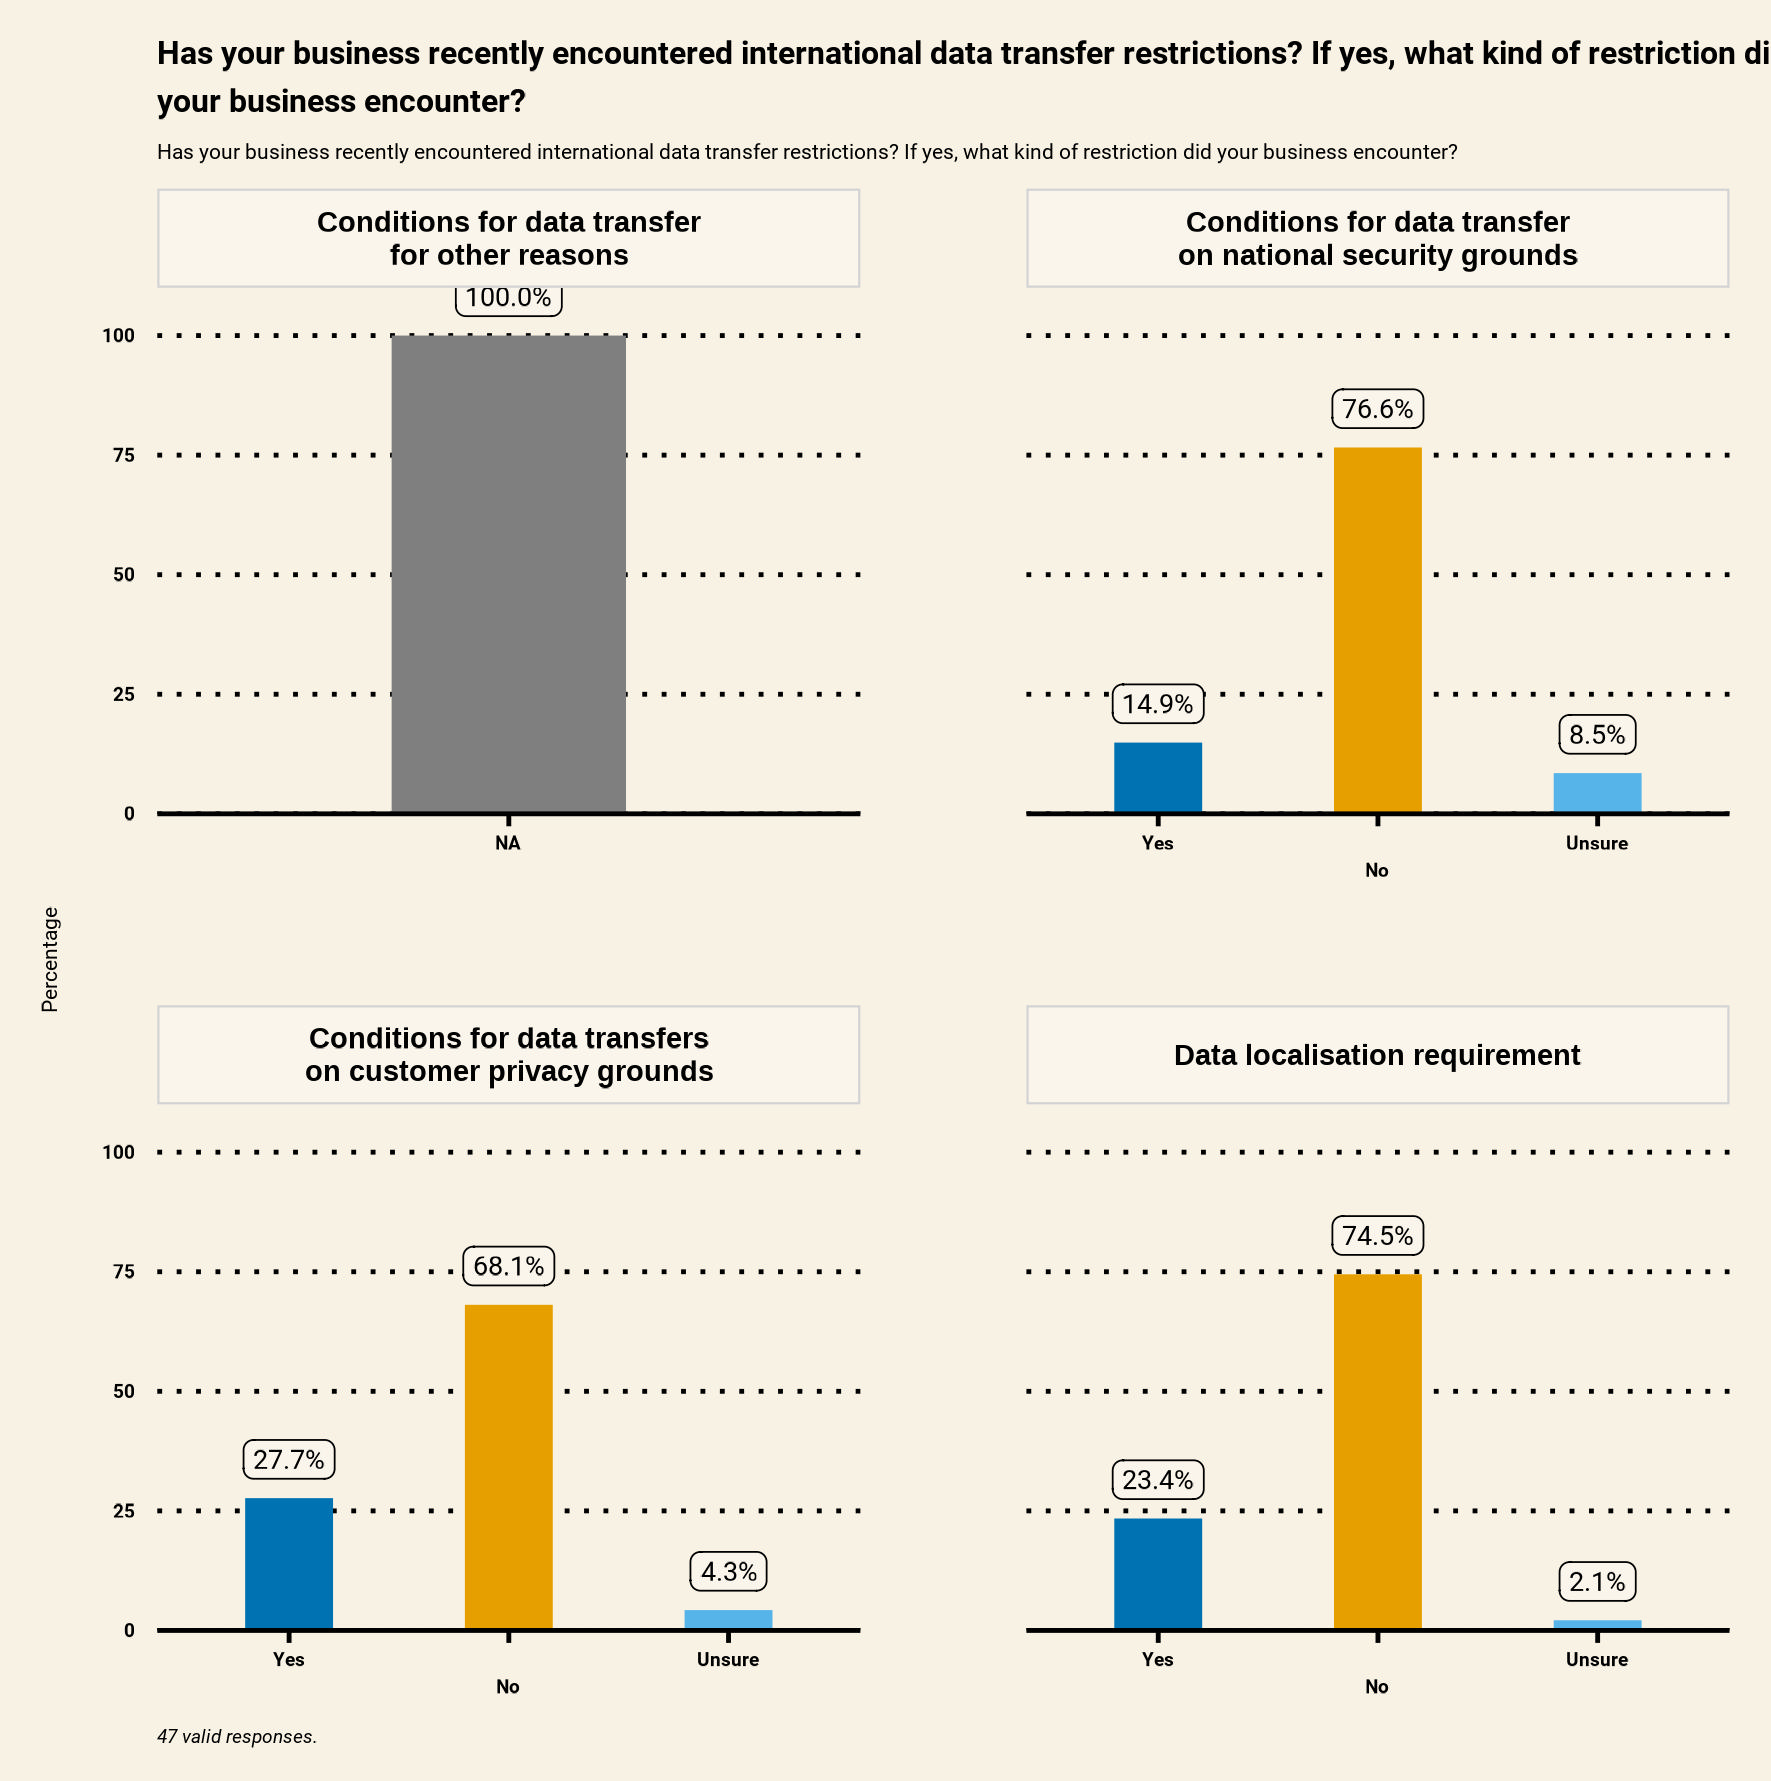 Has your business recently encountered international data transfer restrictions? If yes, what kind of restriction di
your business encounter?
Has your business recently encountered international data transfer restrictions? If yes, what kind of restriction did your business encounter?
Conditions for data transfer
for other reasons
Conditions for data transfer
on national security grounds
100.0%
100
76.6%
75
50
25
14.9%
8.5%
0
NA
Yes
Unsure
No
Percentage
Conditions for data transfers
on customer privacy grounds
Data localisation requirement
100
74.5%
68.1%
75
50
27.7%
23.4%
25
4.3%
2.1%
0
Yes
Unsure
No
Yes
Unsure
No
47 valid responses.